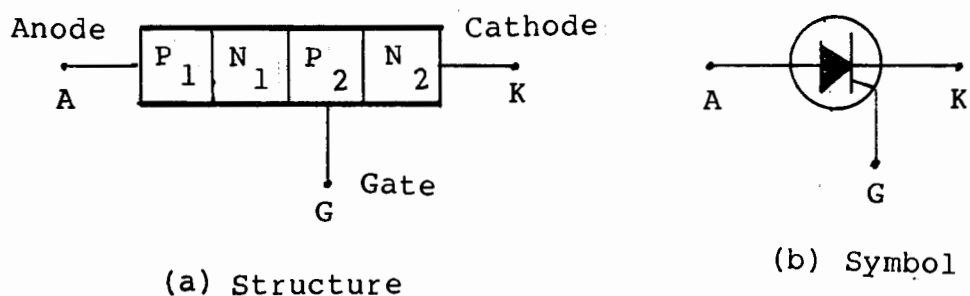 Anode Cathode
P1 N1 P2 N2
A K
Gate
G
(a) Structure
A K
G
(b) Symbol